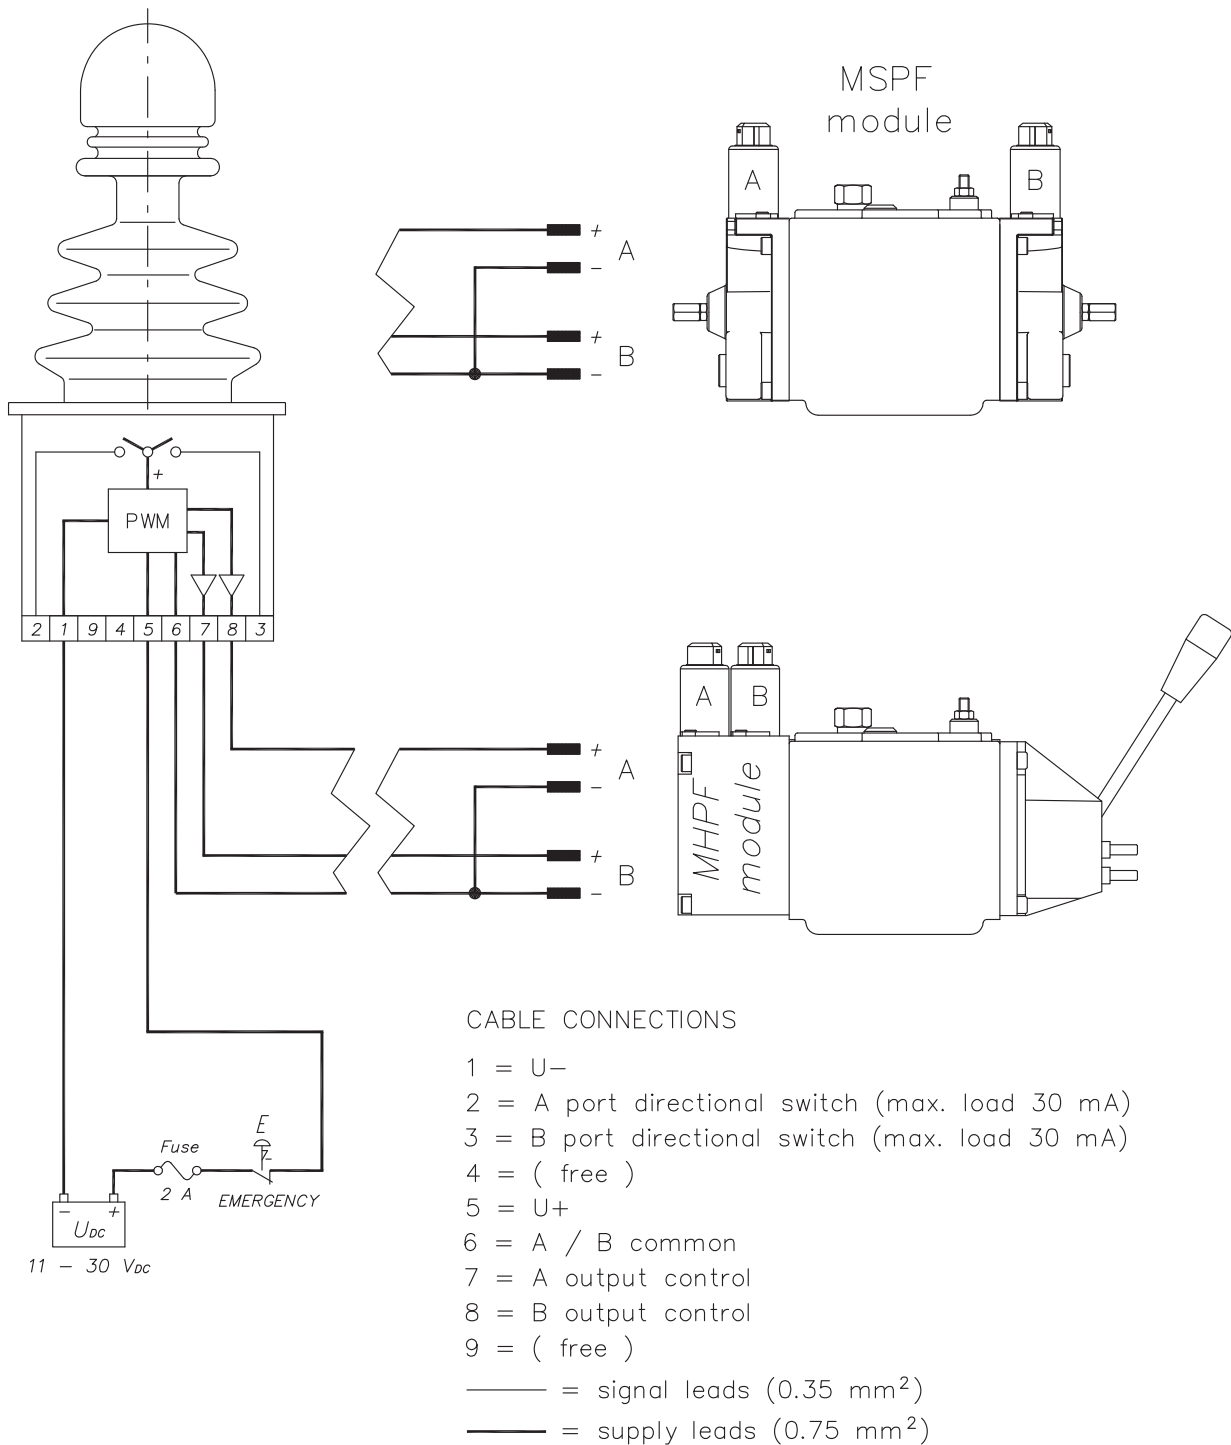 MSPF
module
A
B
+
A
−
+
B
−
+
PWM
2 1 9 4 5 6 7 8 3
A B
MHPF
module
+
A
−
+
B
−
CABLE CONNECTIONS
1 = U−
2 = A port directional switch (max. load 30 mA)
3 = B port directional switch (max. load 30 mA)
4 = ( free )
5 = U+
6 = A / B common
7 = A output control
8 = B output control
9 = ( free )
= signal leads (0.35 mm²)
= supply leads (0.75 mm²)
E
Fuse
2 A
EMERGENCY
− +
UDC
11 − 30 VDC